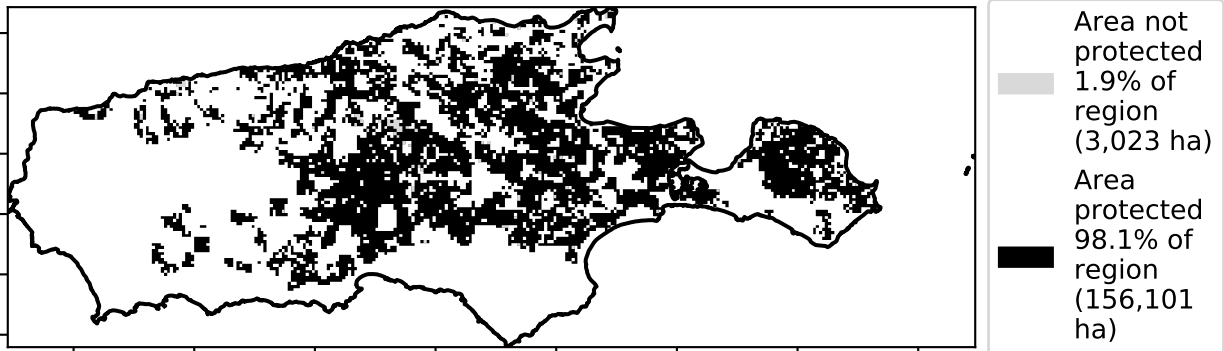 Area not
protected
1.9% of
region
(3,023 ha)
Area
protected
98.1% of
region
(156,101
ha)